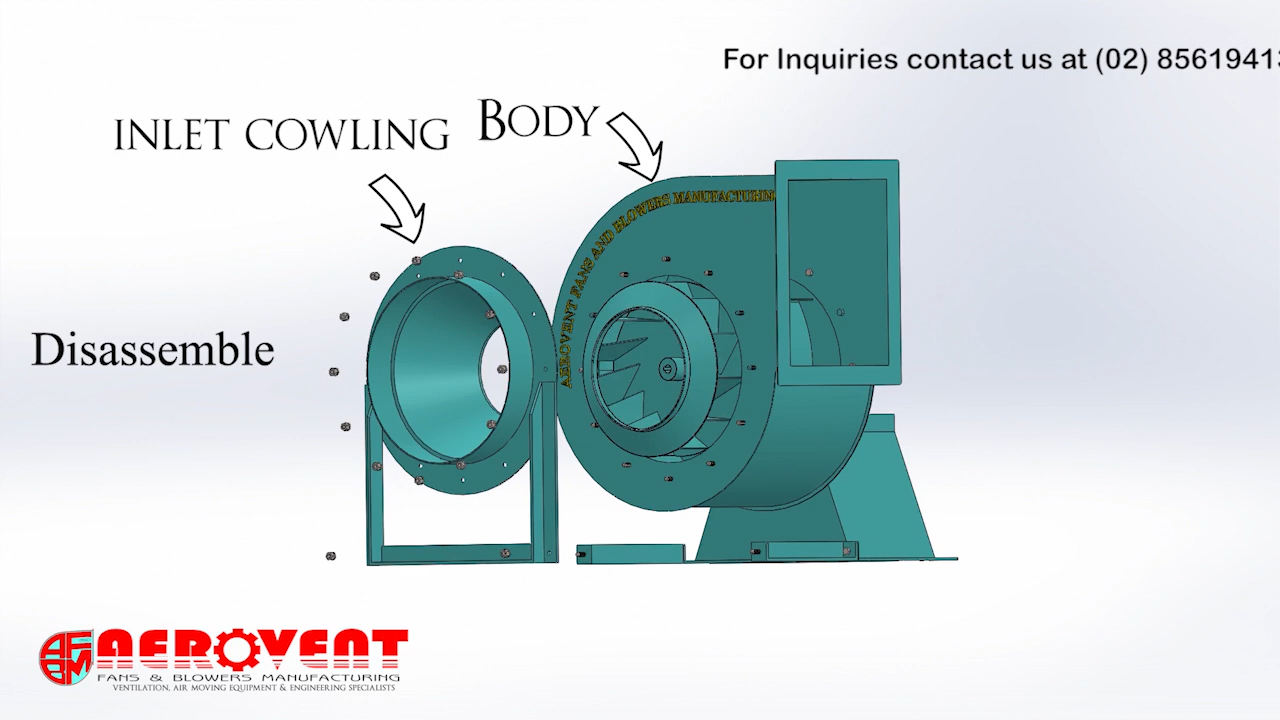 For Inquiries contact us at (02) 8561941
INLET COWLING
BODY
AEROVENT FANS AND BLOWERS MANUFACTURIN
Disassemble
AEROVENT
FANS & BLOWERS MANUFACTURING
VENTILATION, AIR MOVING EQUIPMENT & ENGINEERING SPECIALISTS